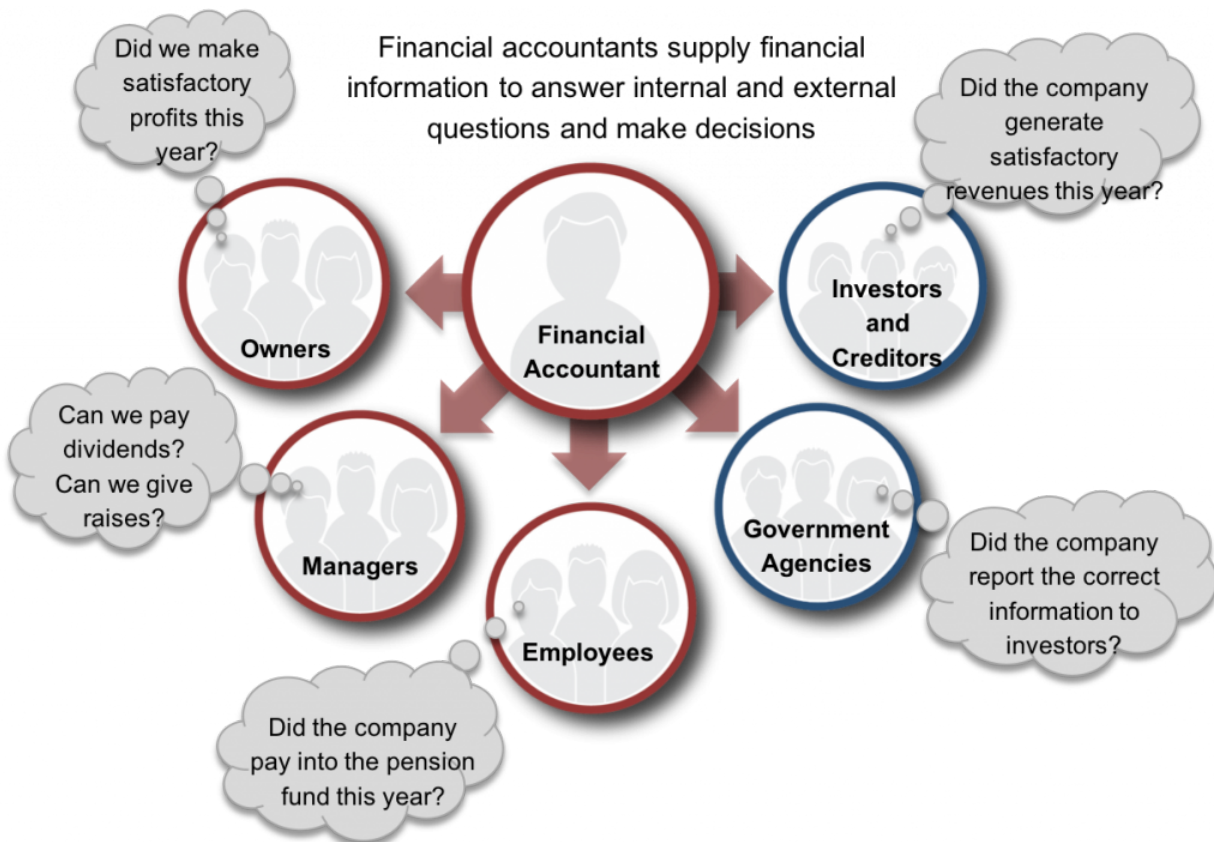 Financial accountants supply financial
information to answer internal and external
questions and make decisions
Did we make
satisfactory
profits this
year?
Did the company
generate
satisfactory
revenues this year?
Owners
Financial
Accountant
Investors
and
Creditors
Can we pay
dividends?
Can we give
raises?
Managers
Employees
Government
Agencies
Did the company
report the correct
information to
investors?
Did the company
pay into the pension
fund this year?